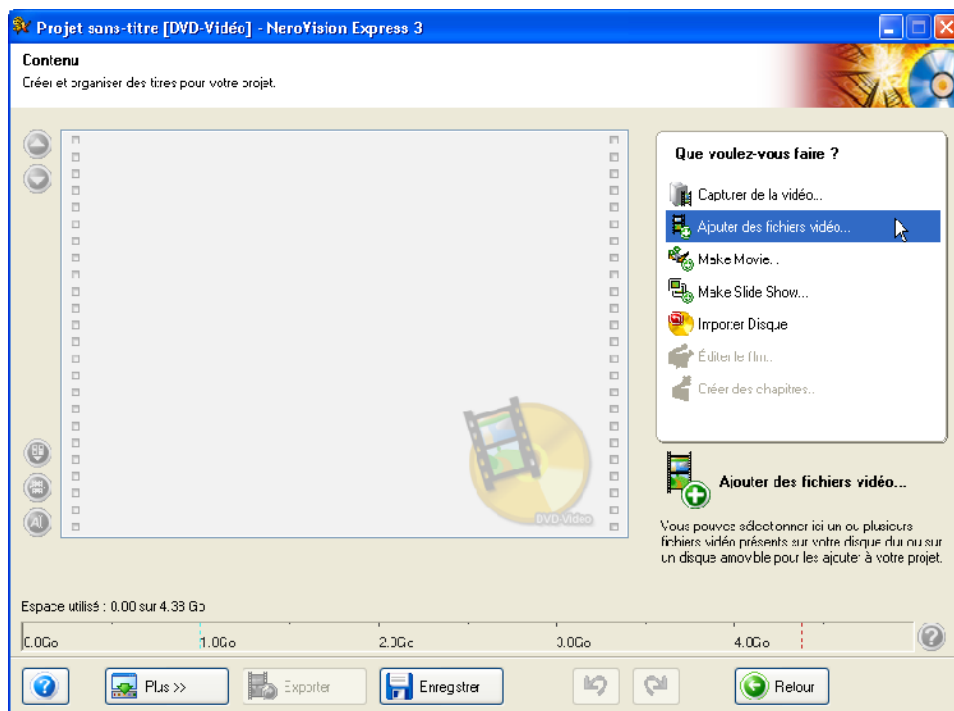 Projet sans-titre [DVD-Vidéo] - NeroVision Express 3
Contenu
Créer et organiser des titres pour votre projet.
Que voulez-vous faire ?
Capturer de la vidéo...
Ajouter des fichiers vidéo...
Make Movie...
Make Slide Show...
Importer Disque
Éditer le film...
Créer des chapitres...
DVD-Video
Ajouter des fichiers vidéo...
Vous pouvez sélectionner ici un ou plusieurs
fichiers vidéo présents sur votre disque dur ou sur
un disque amovible pour les ajouter à votre projet.
Espace utilisé : 0.00 sur 4.38 Go
0.0Go 1.0Go 2.0Go 3.0Go 4.0Go
Plus >> Exporter Enregistrer Retour